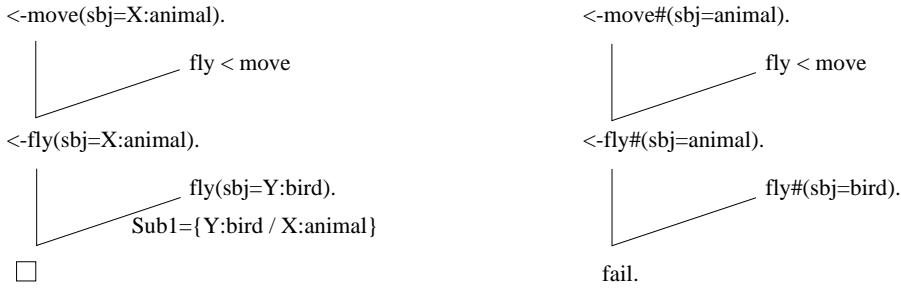 <-move(sbj=X:animal).
fly < move
<-fly(sbj=X:animal).
fly(sbj=Y:bird).
Sub1={Y:bird / X:animal}
<-move#(sbj=animal).
fly < move
<-fly#(sbj=animal).
fly#(sbj=bird).
fail.